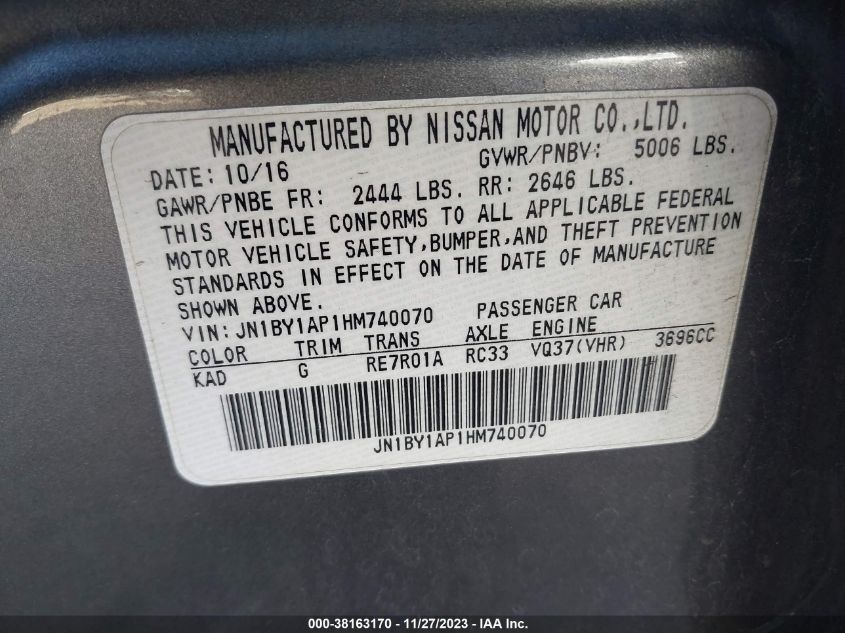 MANUFACTURED BY NISSAN MOTOR CO.,LTD.
DATE: 10/16 GVWR/PNBV: 5006 LBS.
GAWR/PNBE FR: 2444 LBS. RR: 2646 LBS.
THIS VEHICLE CONFORMS TO ALL APPLICABLE FEDERAL
MOTOR VEHICLE SAFETY,BUMPER,AND THEFT PREVENTION
STANDARDS IN EFFECT ON THE DATE OF MANUFACTURE
SHOWN ABOVE.
VIN: JN1BY1AP1HM740070 PASSENGER CAR
COLOR TRIM TRANS AXLE ENGINE
KAD G RE7R01A RC33 VQ37(VHR) 3696CC
JN1BY1AP1HM740070
000-38163170 - 11/27/2023 - IAA Inc.